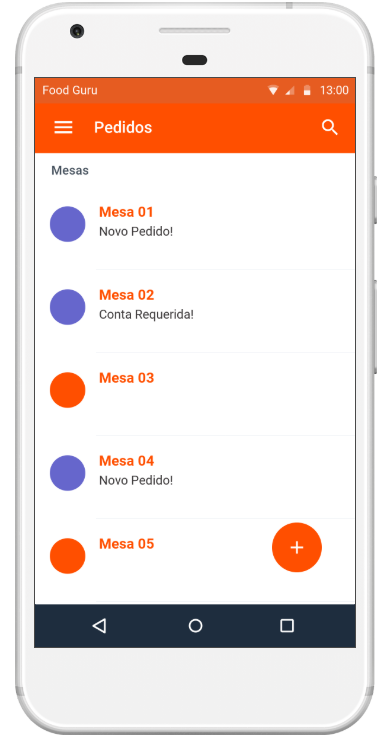 Food Guru 13:00
Pedidos
Mesas
Mesa 01
Novo Pedido!
Mesa 02
Conta Requerida!
Mesa 03
Mesa 04
Novo Pedido!
Mesa 05